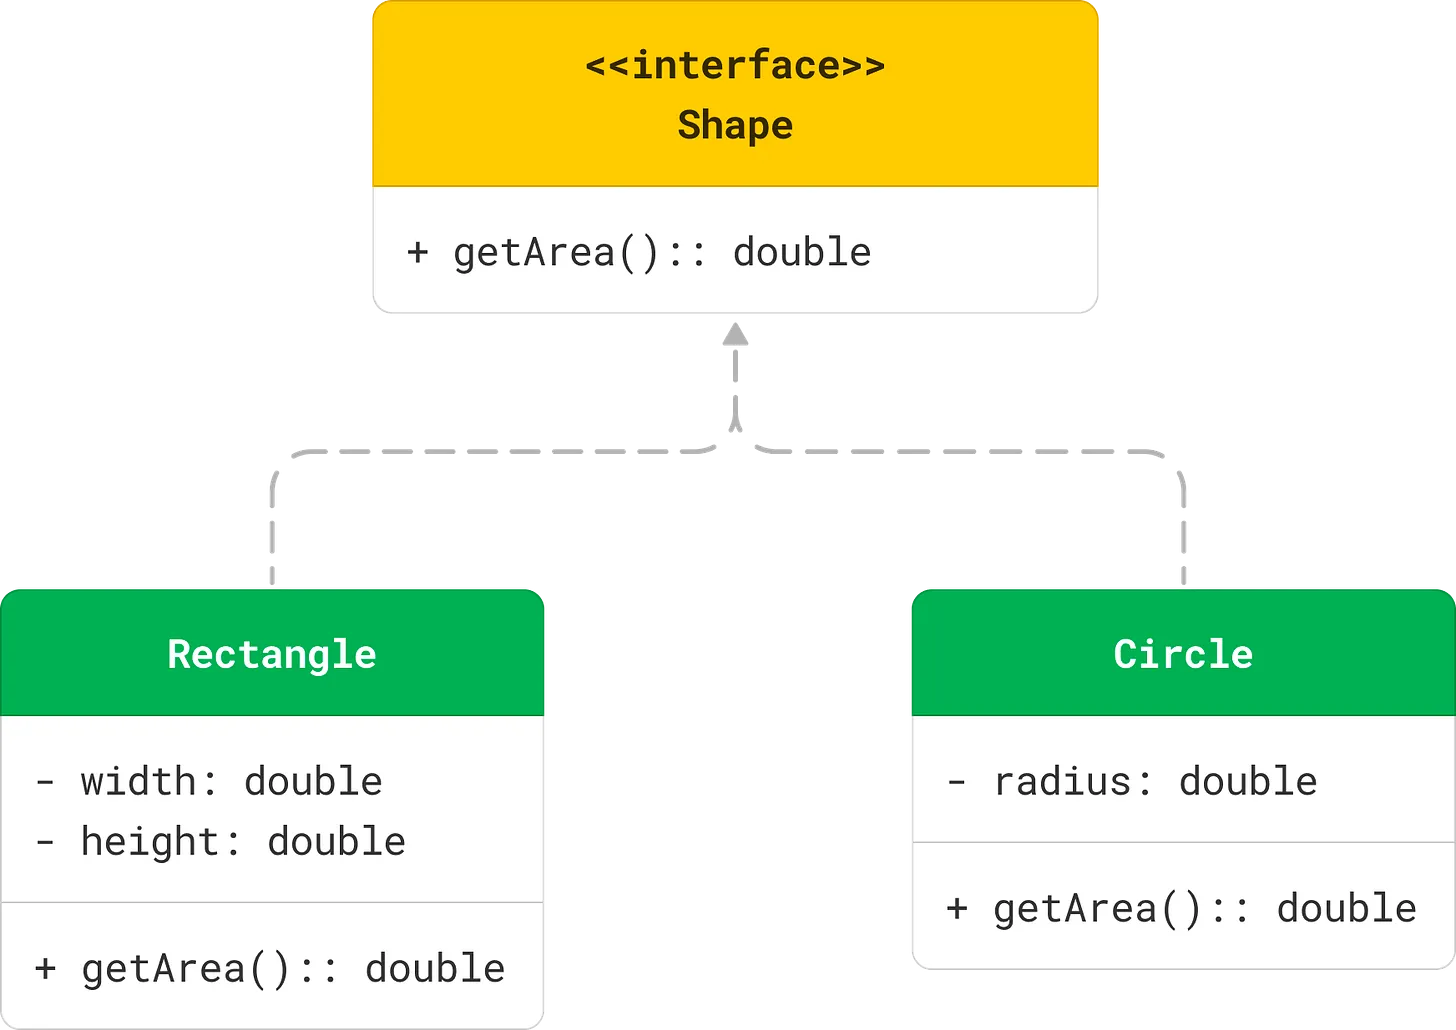 <<interface>>
Shape
+ getArea():: double
Rectangle
- width: double
- height: double
+ getArea():: double
Circle
- radius: double
+ getArea():: double